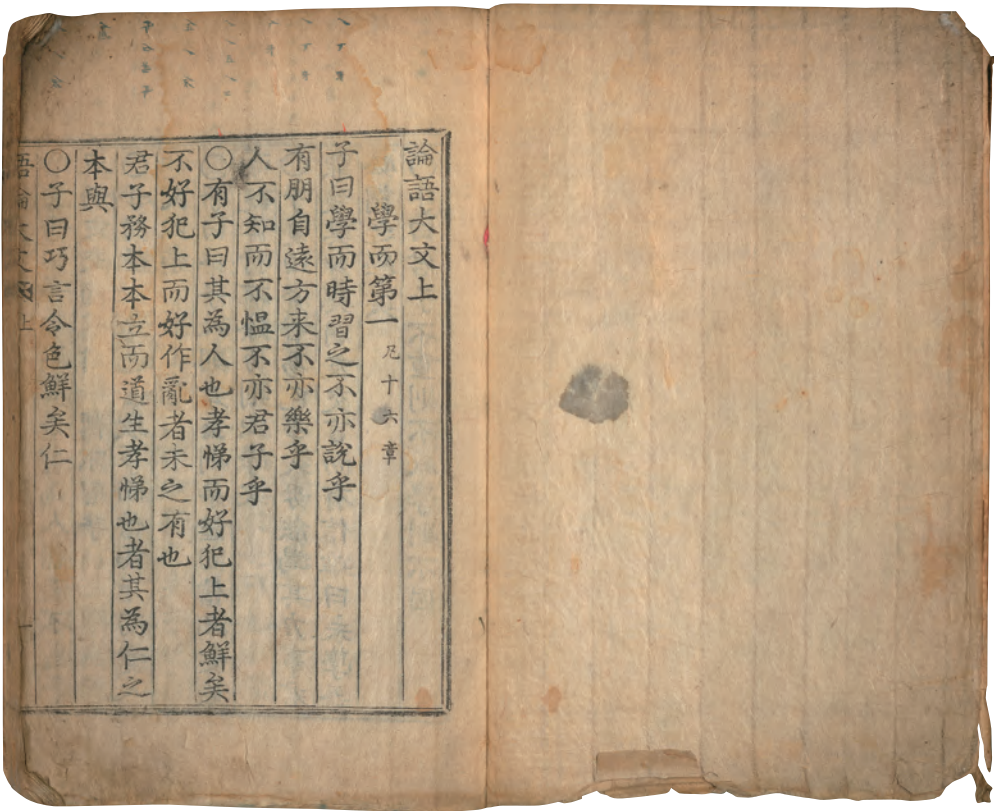 論語大文上
學而第一 凡十六章
子曰學而時習之不亦說乎
有朋自遠方来不亦樂乎
人不知而不愠不亦君子乎
〇有子曰其為人也孝悌而好犯上者鮮矣
不好犯上而好作亂者未之有也
君子務本本立而道生孝悌也者其為仁之
本與
〇子曰巧言令色鮮矣仁